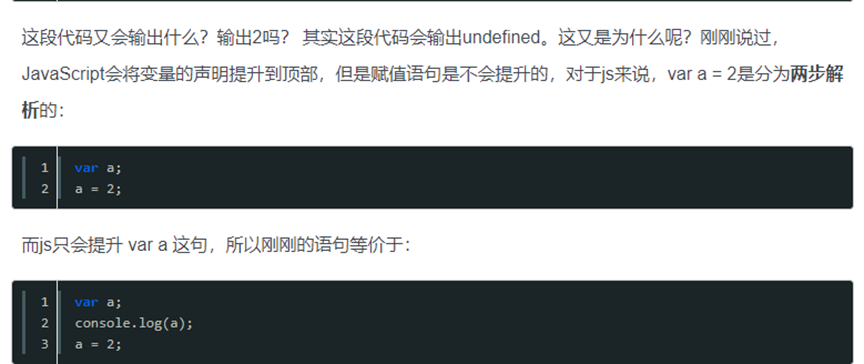 这段代码又会输出什么？输出2吗？ 其实这段代码会输出undefined。这又是为什么呢？刚刚说过，
JavaScript会将变量的声明提升到顶部，但是赋值语句是不会提升的，对于js来说，var a = 2是分为两步解
析的：
1 var a;
2 a = 2;
而js只会提升 var a 这句，所以刚刚的语句等价于：
1 var a;
2 console.log(a);
3 a = 2;